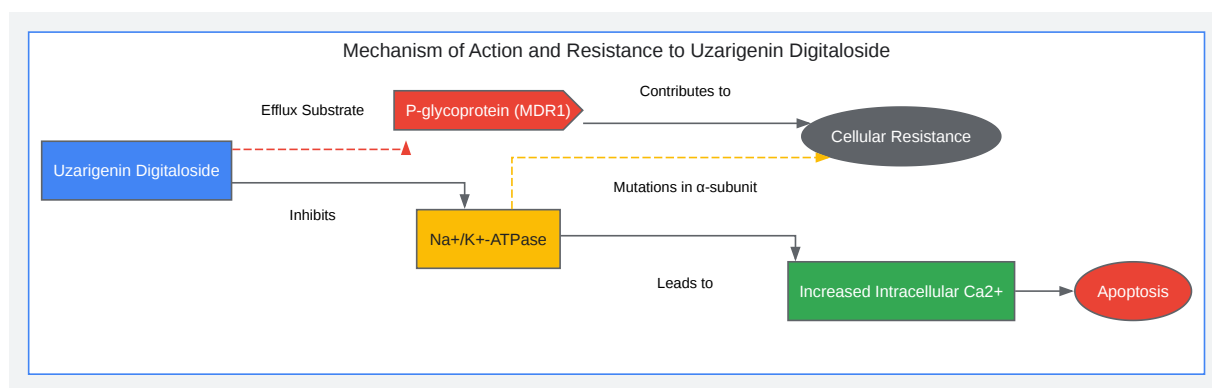 Mechanism of Action and Resistance to Uzarigenin Digitaloside
Efflux Substrate
P-glycoprotein (MDR1)
Contributes to
Cellular Resistance
Uzarigenin Digitaloside
Inhibits
Mutations in α-subunit
Na+/K+-ATPase
Leads to
Increased Intracellular Ca2+
Apoptosis